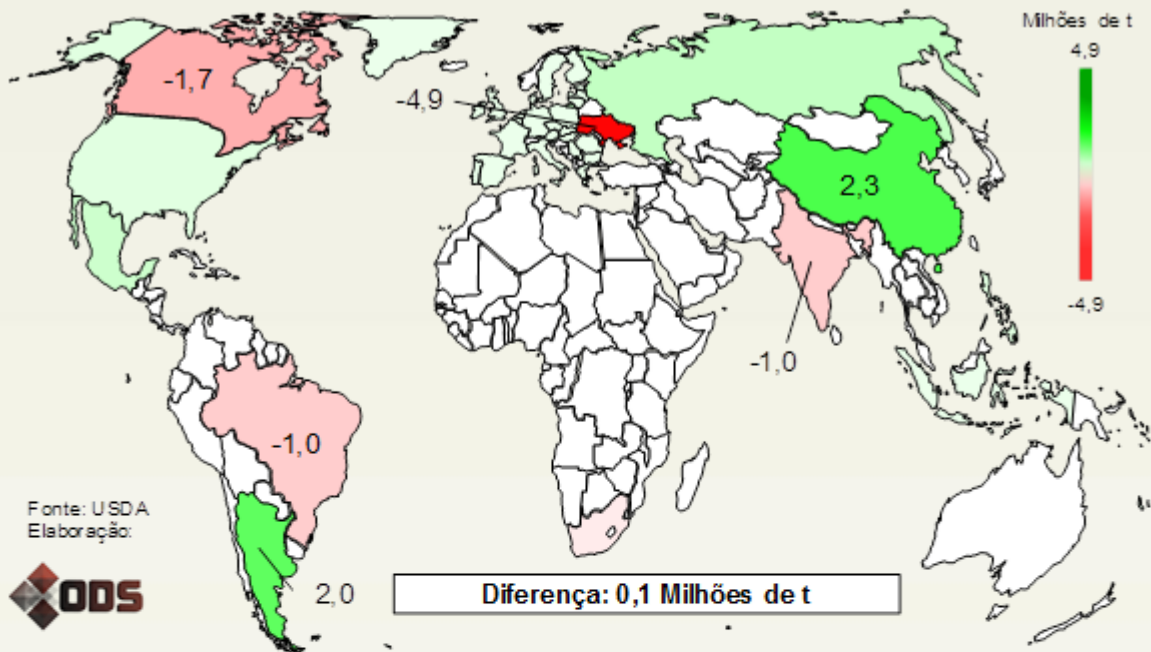 Milhões de t
4,9
-1,7
-4,9
2,3
-4,9
-1,0
-1,0
Fonte: USDA
Elaboração:
ODS
2,0
Diferença: 0,1 Milhões de t